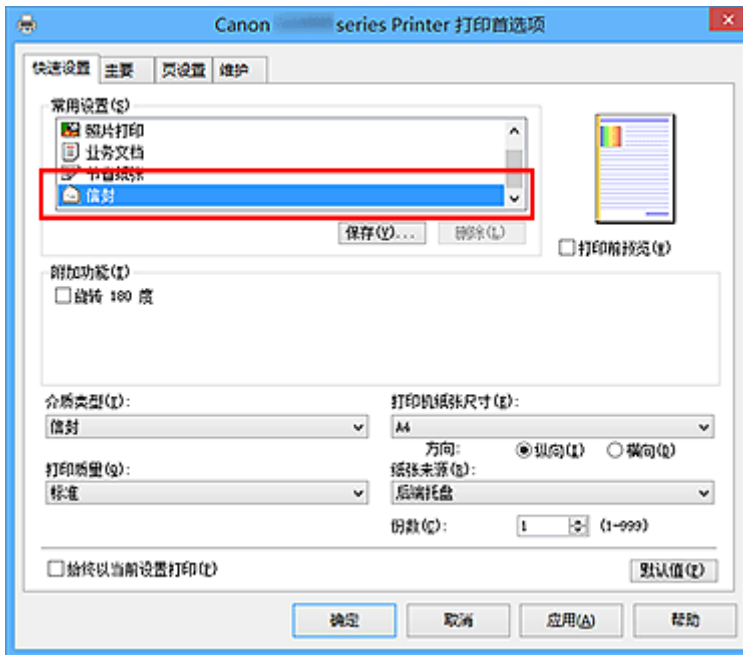 Canon series Printer 打印首选项
快速设置 主要 页设置 维护
常用设置(S)
照片打印
业务文档
节省纸张
信封
保存(V)... 删除(L)
打印前预览(W)
附加功能(I)
旋转 180 度
介质类型(I): 打印机纸张尺寸(E):
信封 A4
方向: 纵向(I) 横向(D)
打印质量(Q): 纸张来源(B):
标准 后端托盘
份数(C): 1 (1-999)
始终以当前设置打印(P) 默认值(F)
确定 取消 应用(A) 帮助